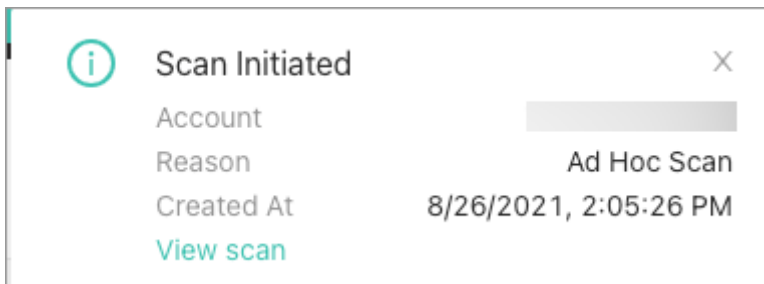 Scan Initiated
Account
Reason Ad Hoc Scan
Created At 8/26/2021, 2:05:26 PM
View scan